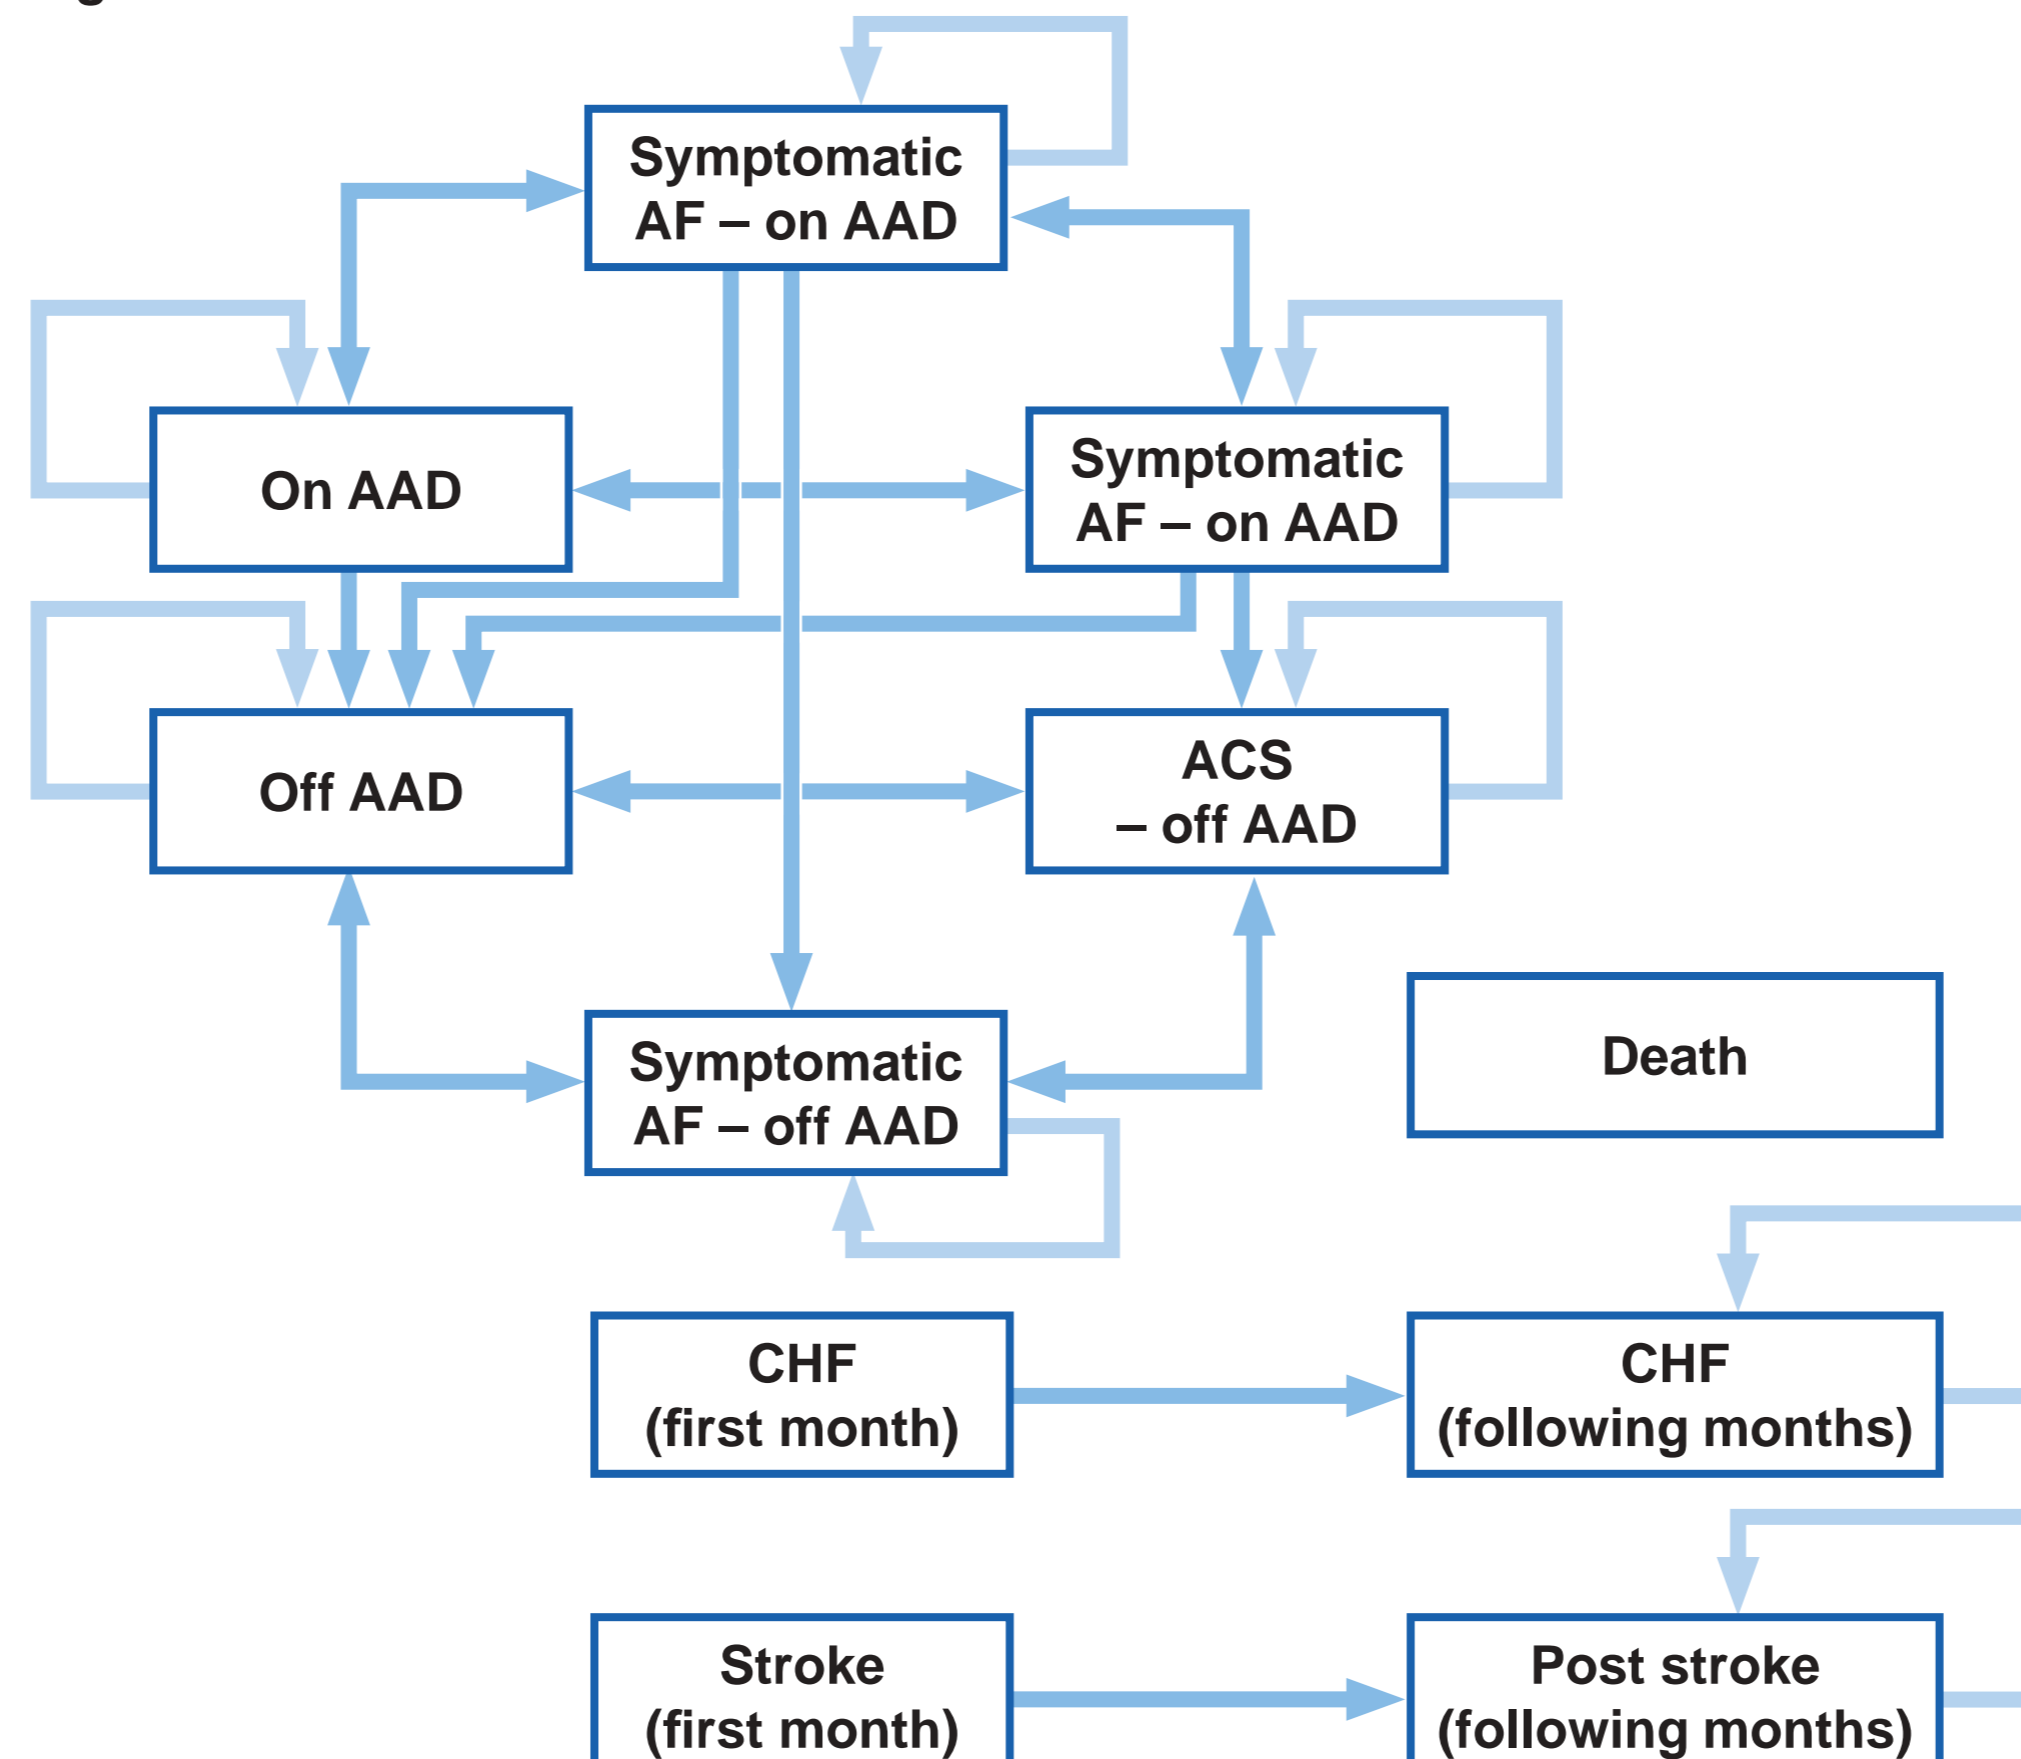 Symptomatic
AF – on AAD
On AAD
Symptomatic
AF – on AAD
Off AAD
ACS
– off AAD
Symptomatic
AF – off AAD
Death
CHF
(first month)
CHF
(following months)
Stroke
(first month)
Post stroke
(following months)